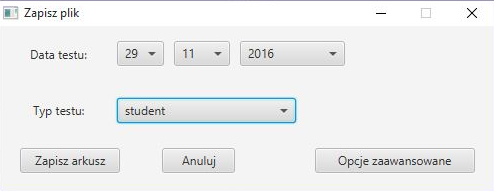 Zapisz plik
Data testu: 29 11 2016
Typ testu: student
Zapisz arkusz Anuluj Opcje zaawansowane